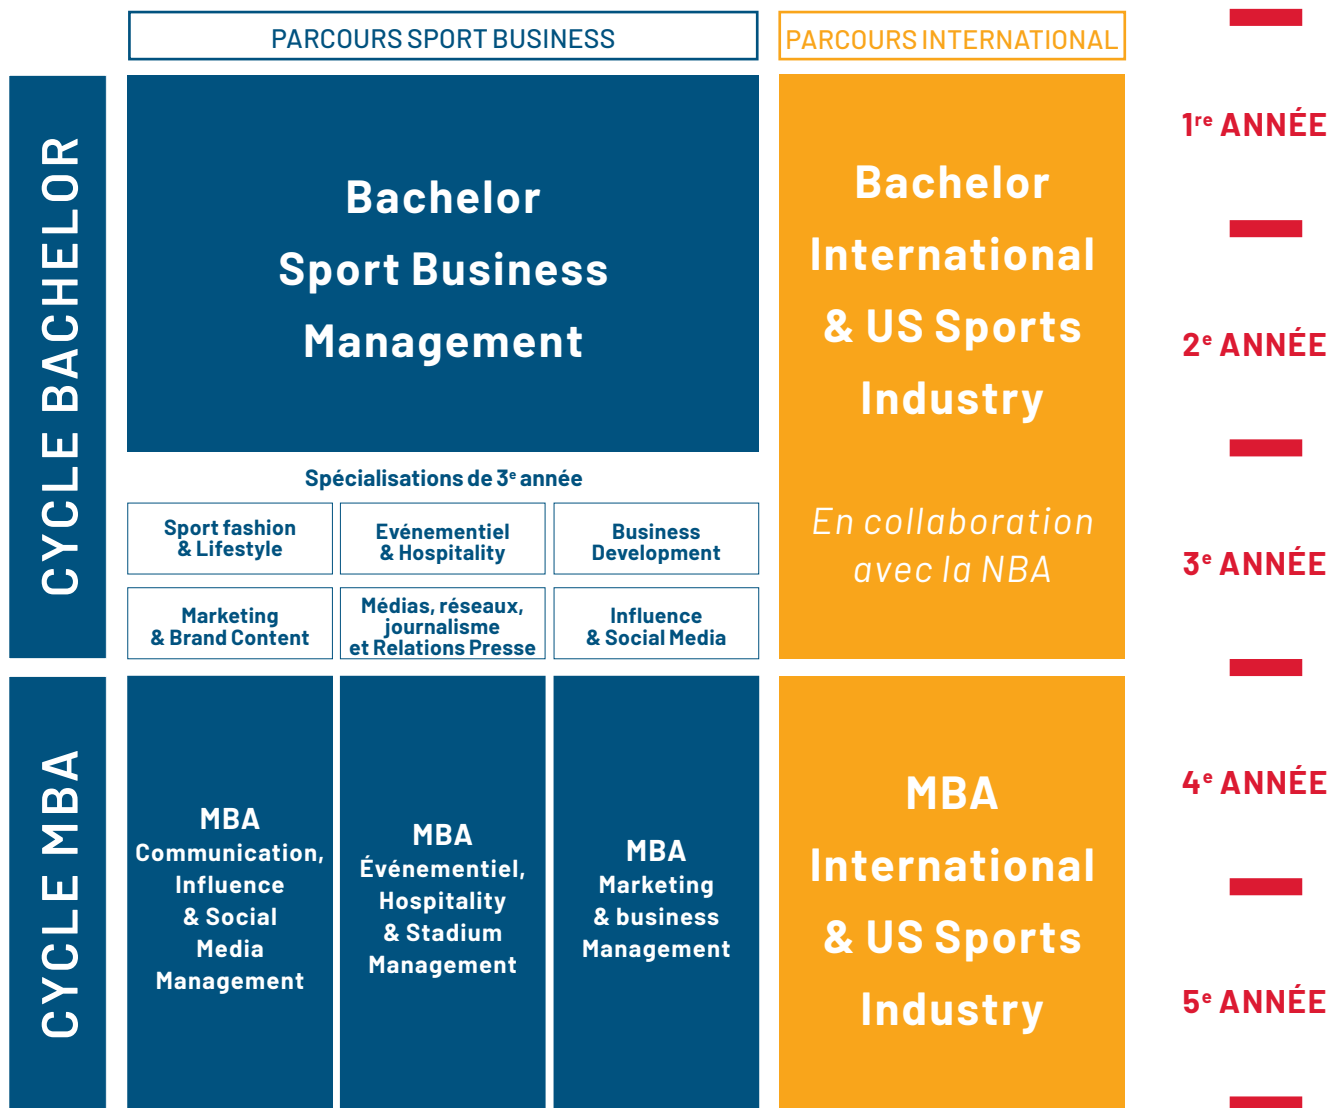 PARCOURS SPORT BUSINESS
PARCOURS INTERNATIONAL
CYCLE BACHELOR
Bachelor
Sport Business
Management
Bachelor
International
& US Sports
Industry
En collaboration
avec la NBA
1re ANNÉE
2e ANNÉE
3e ANNÉE
Spécialisations de 3e année
Sport fashion
& Lifestyle
Evénementiel
& Hospitality
Business
Development
Marketing
& Brand Content
Médias, réseaux,
journalisme
et Relations Presse
Influence
& Social Media
CYCLE MBA
MBA
Communication,
Influence
& Social
Media
Management
MBA
Événementiel,
Hospitality
& Stadium
Management
MBA
Marketing
& business
Management
MBA
International
& US Sports
Industry
4e ANNÉE
5e ANNÉE